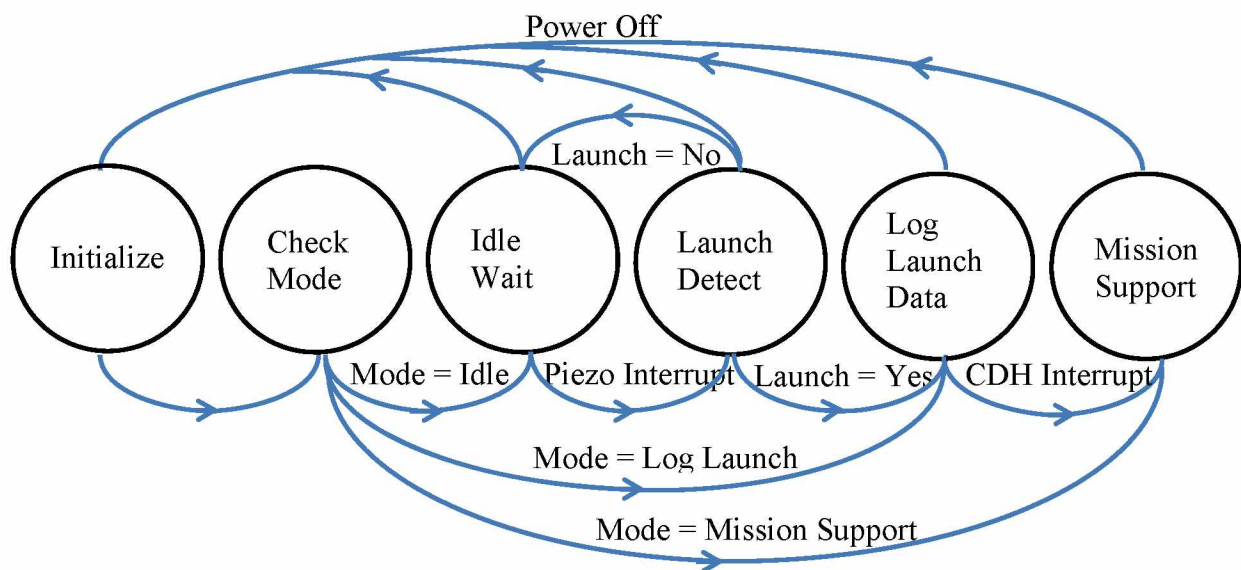 Power Off
Launch = No
Initialize
Check
Mode
Idle
Wait
Launch
Detect
Log
Launch
Data
Mission
Support
Mode = Idle
Piezo Interrupt
Launch = Yes
CDH Interrupt
Mode = Log Launch
Mode = Mission Support